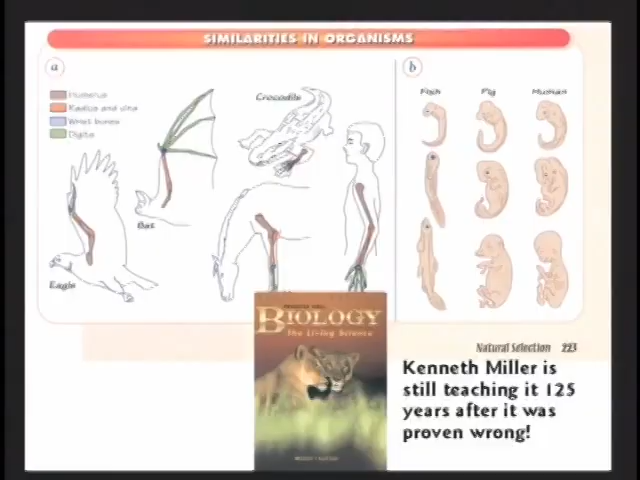 SIMILARITIES IN ORGANISMS
a
b
Humerus
Radius and ulna
Wrist bones
Digits
Crocodile
Fish
Pig
Human
Bat
Eagle
BIOLOGY
The Living Science
Natural Selection 223
Kenneth Miller is
still teaching it 125
years after it was
proven wrong!